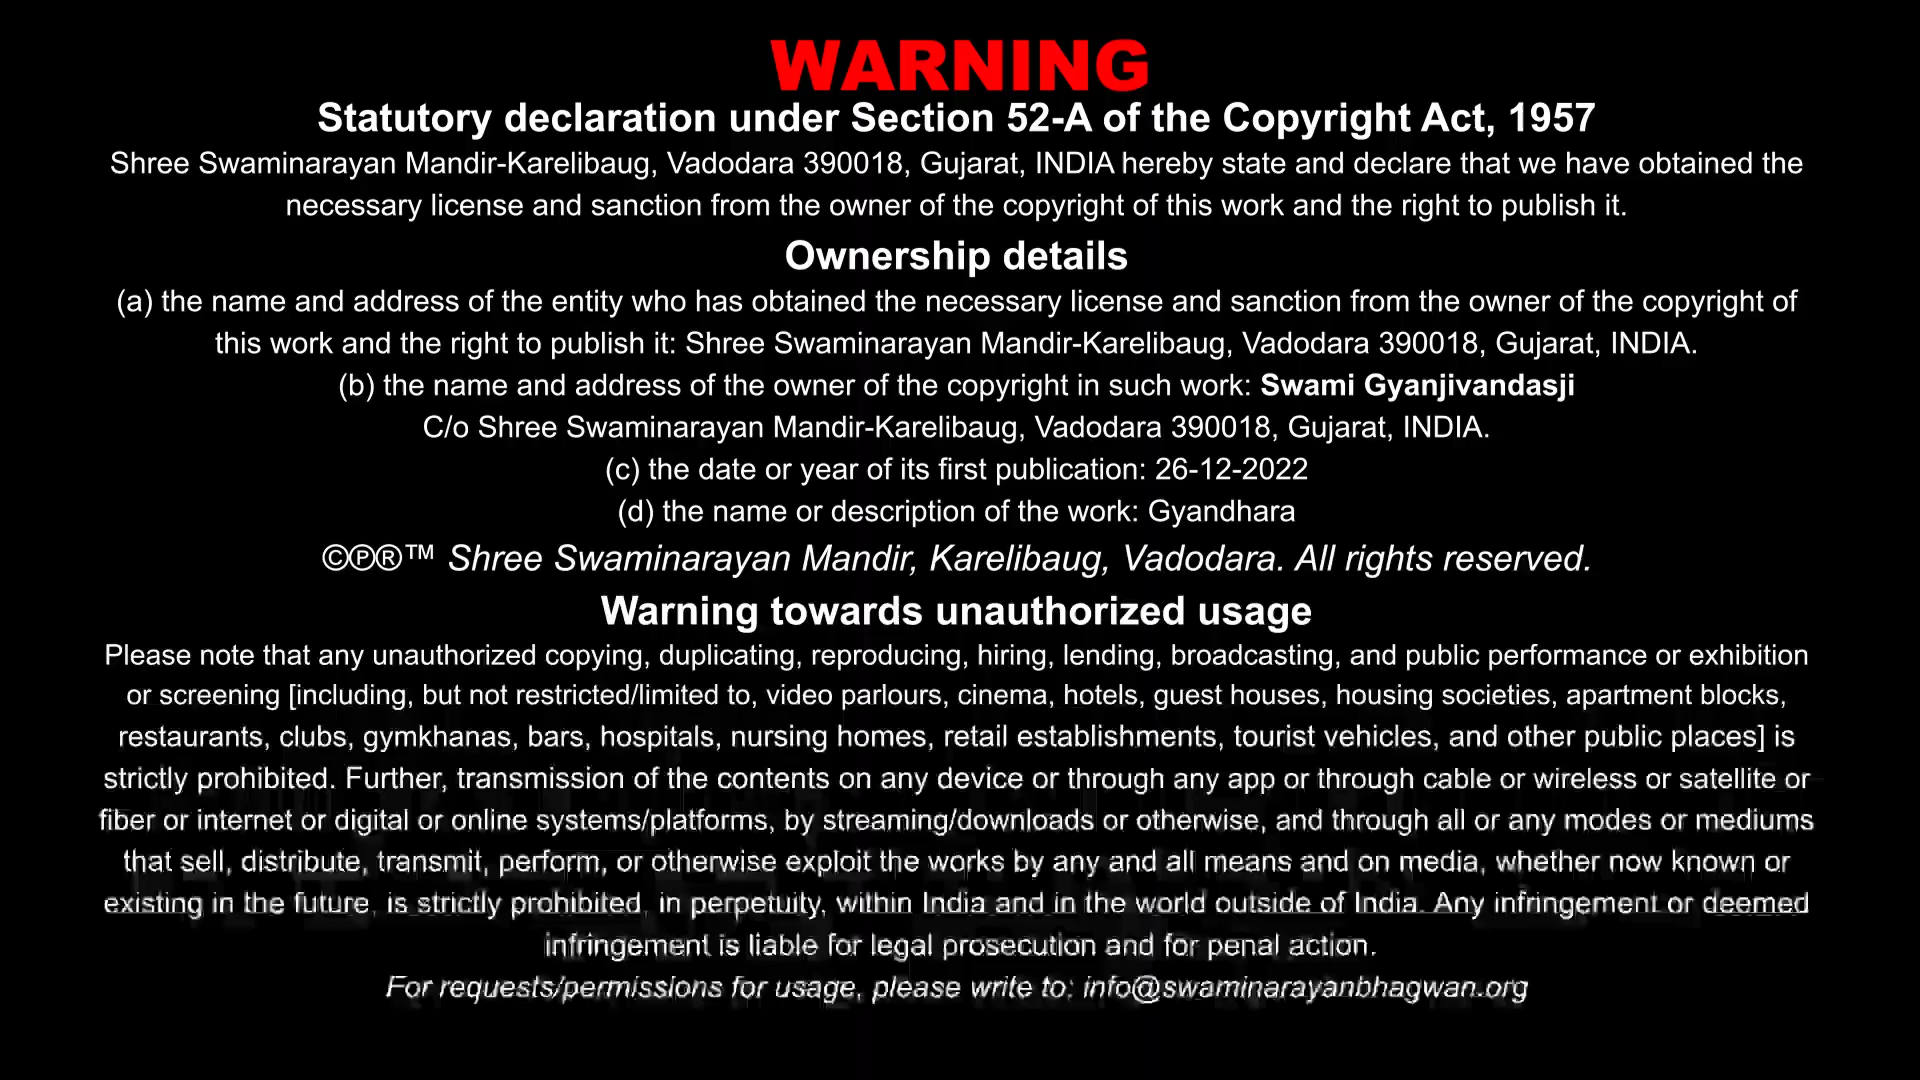 WARNING
Statutory declaration under Section 52-A of the Copyright Act, 1957
Shree Swaminarayan Mandir-Karelibaug, Vadodara 390018, Gujarat, INDIA hereby state and declare that we have obtained the
necessary license and sanction from the owner of the copyright of this work and the right to publish it.
Ownership details
(a) the name and address of the entity who has obtained the necessary license and sanction from the owner of the copyright of
this work and the right to publish it: Shree Swaminarayan Mandir-Karelibaug, Vadodara 390018, Gujarat, INDIA.
(b) the name and address of the owner of the copyright in such work: Swami Gyanjivandasji
C/o Shree Swaminarayan Mandir-Karelibaug, Vadodara 390018, Gujarat, INDIA.
(c) the date or year of its first publication: 26-12-2022
(d) the name or description of the work: Gyandhara
©℗®™ Shree Swaminarayan Mandir, Karelibaug, Vadodara. All rights reserved.
Warning towards unauthorized usage
Please note that any unauthorized copying, duplicating, reproducing, hiring, lending, broadcasting, and public performance or exhibition
or screening [including, but not restricted/limited to, video parlours, cinema, hotels, guest houses, housing societies, apartment blocks,
restaurants, clubs, gymkhanas, bars, hospitals, nursing homes, retail establishments, tourist vehicles, and other public places] is
strictly prohibited. Further, transmission of the contents on any device or through any app or through cable or wireless or satellite or
fiber or internet or digital or online systems/platforms, by streaming/downloads or otherwise, and through all or any modes or mediums
that sell, distribute, transmit, perform, or otherwise exploit the works by any and all means and on media, whether now known or
existing in the future, is strictly prohibited, in perpetuity, within India and in the world outside of India. Any infringement or deemed
infringement is liable for legal prosecution and for penal action.
For requests/permissions for usage, please write to: info@swaminarayanbhagwan.org